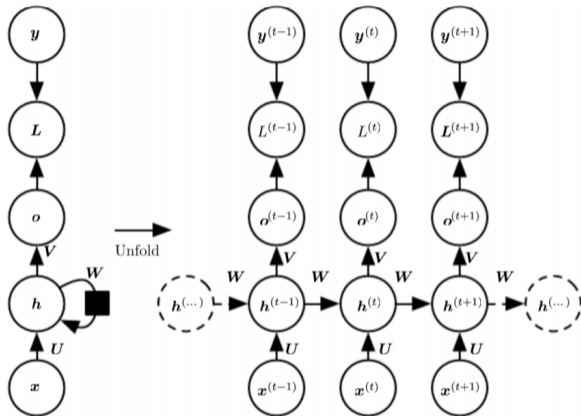 y y^{(t-1)} y^{(t)} y^{(t+1)}
L L^{(t-1)} L^{(t)} L^{(t+1)}
o o^{(t-1)} o^{(t)} o^{(t+1)}
Unfold
V V V V
W W W W W
h h^{(...)} h^{(t-1)} h^{(t)} h^{(t+1)} h^{(...)}
U U U U
x x^{(t-1)} x^{(t)} x^{(t+1)}